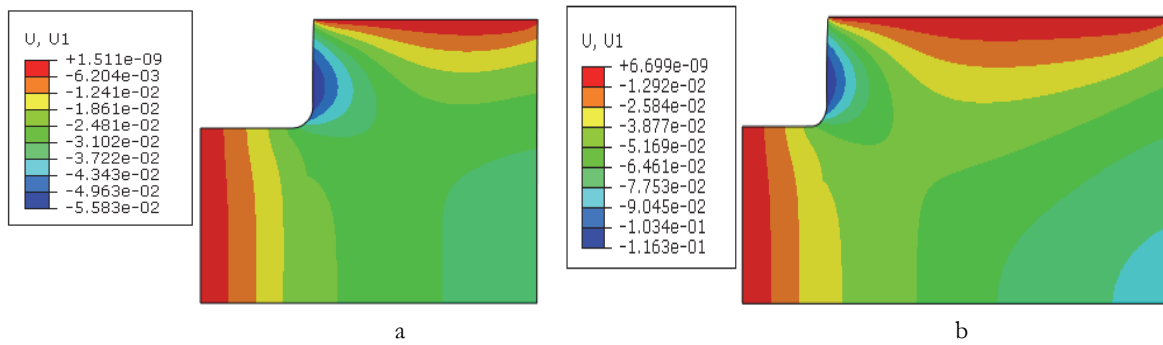 U, U1
+1.511e-09
-6.204e-03
-1.241e-02
-1.861e-02
-2.481e-02
-3.102e-02
-3.722e-02
-4.343e-02
-4.963e-02
-5.583e-02
a
U, U1
+6.699e-09
-1.292e-02
-2.584e-02
-3.877e-02
-5.169e-02
-6.461e-02
-7.753e-02
-9.045e-02
-1.034e-01
-1.163e-01
b